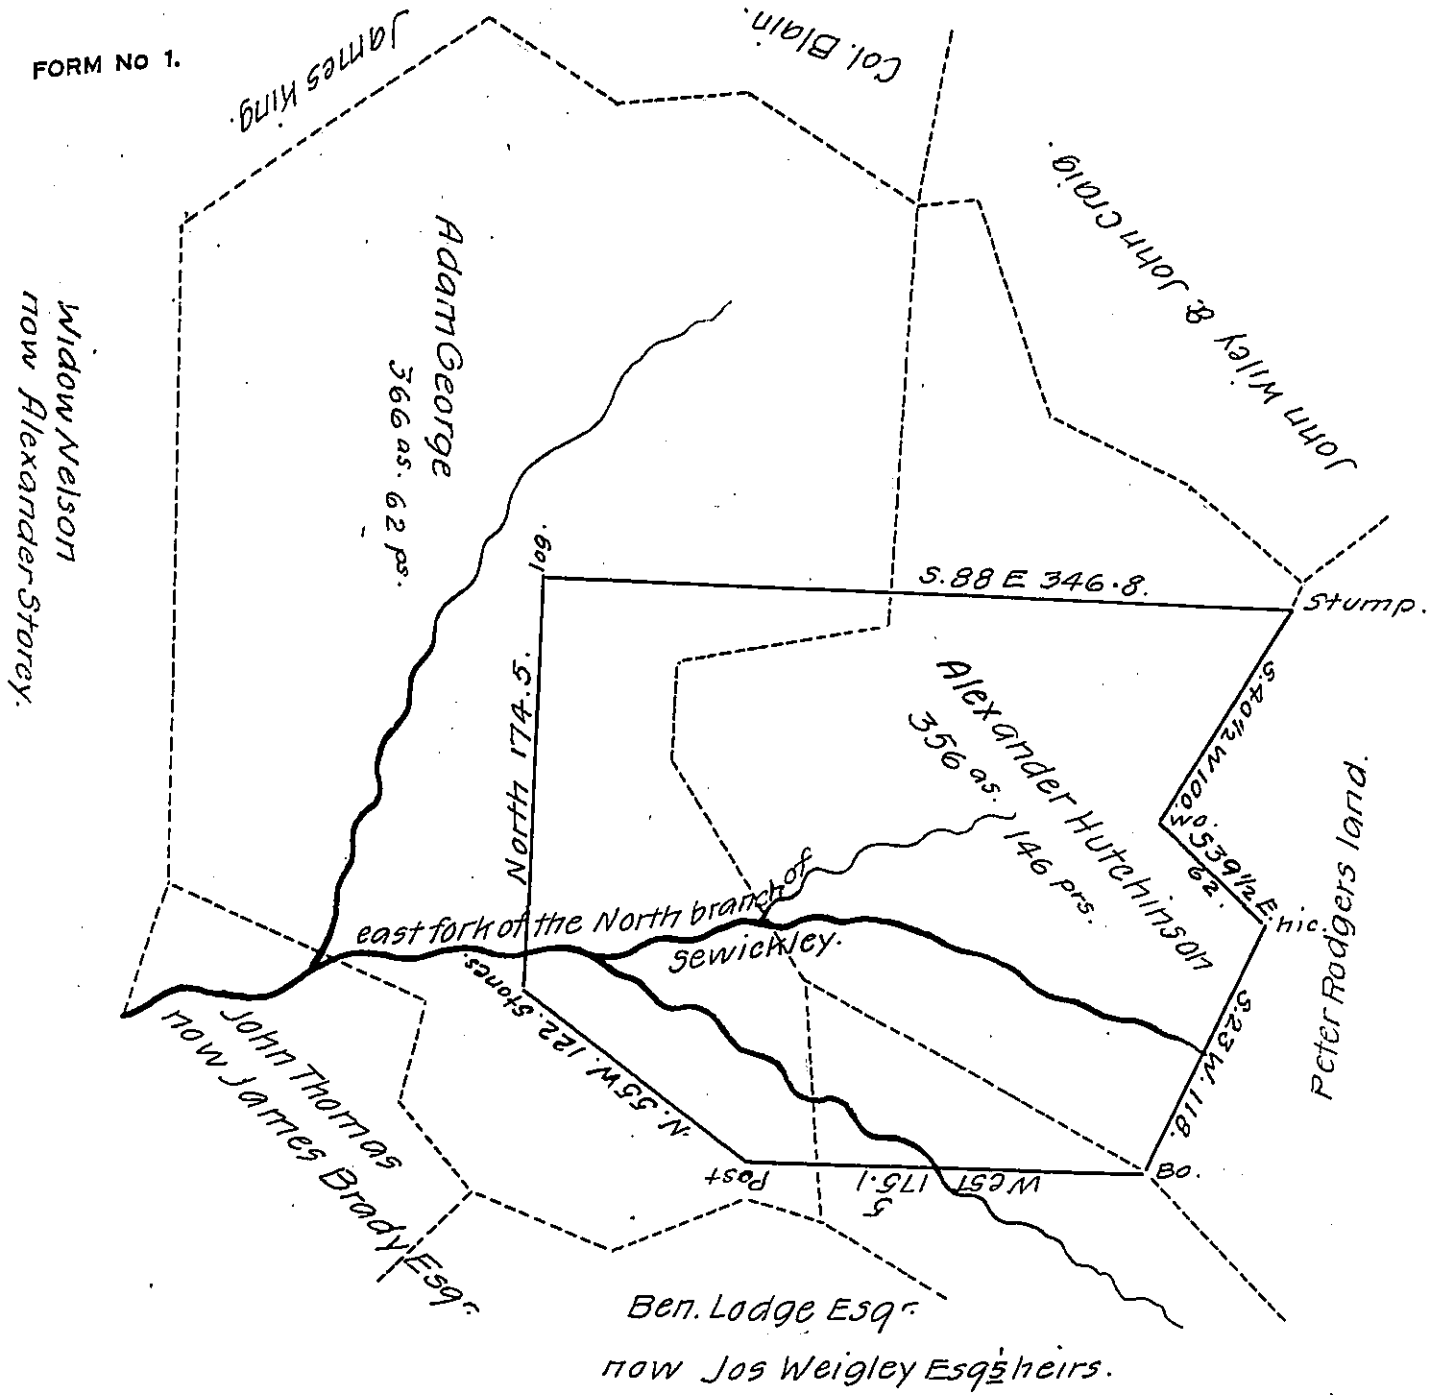 FORM No 1.
James King.
Col. Blain.
John Wiley & John Craig.
Widow Nelson
now Alexander Storey.
Adam George
366 as. 62 ps.
S. 88 E 346.8.
Stump.
North 174.5.
Alexander Hutchinson
356 as. 146 prs.
S. 40 1/2 W 100.
wo.
S 39 1/2 E.
62.
hic.
Peter Rodgers land.
east fork of the North branch of
Sewickley.
Stones.
N. 55 W. 122.
S. 23 W. 118.
Bo.
West 175.1
5
Post
John Thomas
now James Brady Esqr.
Ben. Lodge Esqr.
now Jos Weigley Esqs heirs.